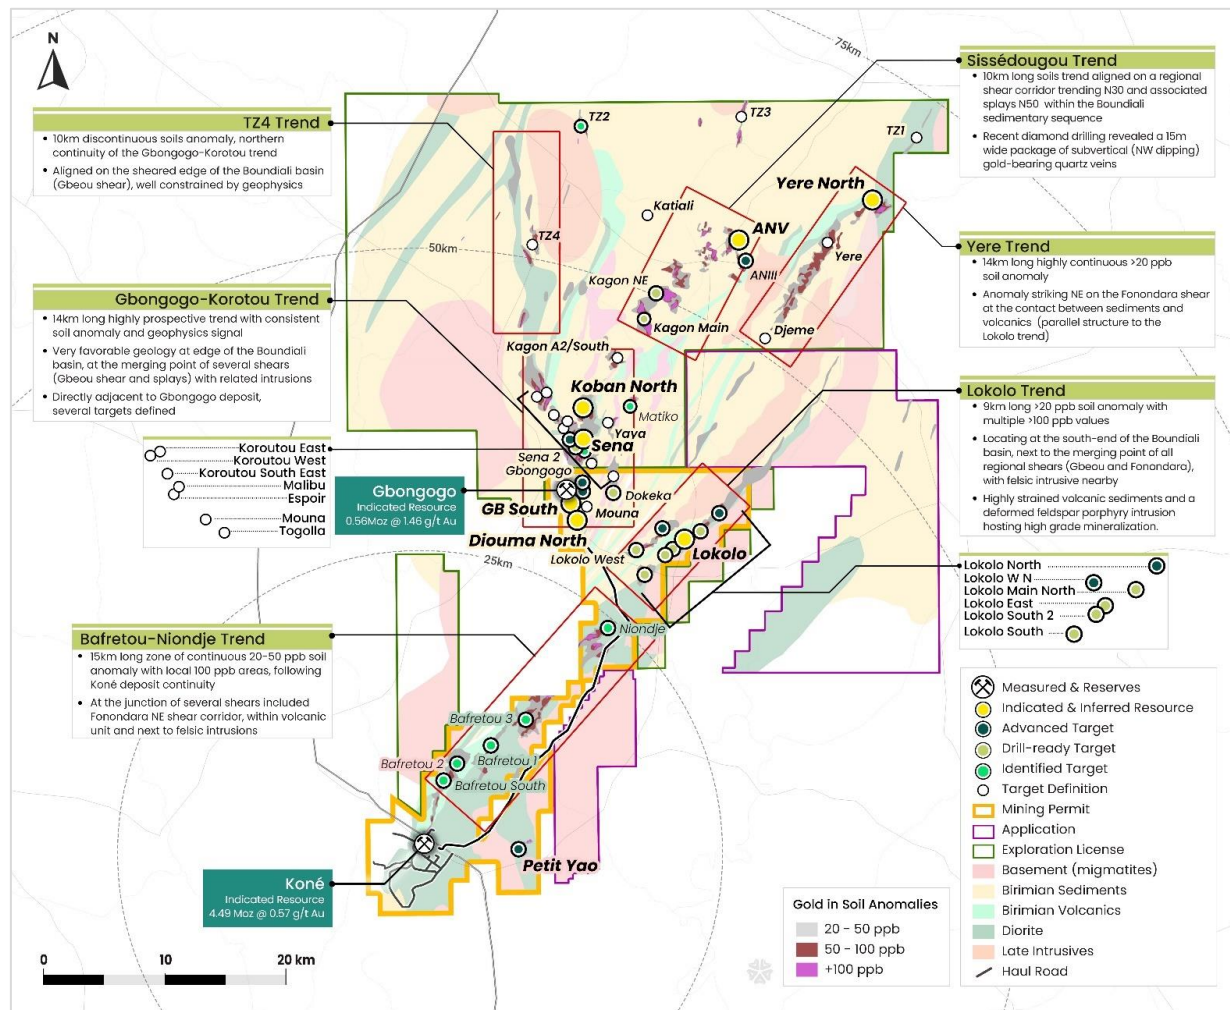 N
75km
50km
25km
TZ4 Trend
• 10km discontinuous soils anomaly, northern
continuity of the Gbongogo-Korotou trend
• Aligned on the sheared edge of the Boundiali basin
(Gbeou shear), well constrained by geophysics
Gbongogo-Korotou Trend
• 14km long highly prospective trend with consistent
soil anomaly and geophysics signal
• Very favorable geology at edge of the Boundiali
basin, at the merging point of several shears
(Gbeou shear and splays) with related intrusions
• Directly adjacent to Gbongogo deposit,
several targets defined
Koroutou East
Koroutou West
Koroutou South East
Malibu
Espoir
Mouna
Togolla
Gbongogo
Indicated Resource
0.56Moz @ 1.46 g/t Au
Bafretou-Niondje Trend
• 15km long zone of continuous 20-50 ppb soil
anomaly with local 100 ppb areas, following
Koné deposit continuity
• At the junction of several shears included
Fonondara NE shear corridor, within volcanic
unit and next to felsic intrusions
Koné
Indicated Resource
4.49 Moz @ 0.57 g/t Au
0 10 20 km
TZ2
TZ3
TZ1
Yere North
Katiali
ANV
TZ4
Yere
ANIII
Kagon NE
Kagon Main
Djeme
Kagon A2/South
Koban North
Matiko
Yaya
Sena
Sena 2
Gbongogo
Dokeka
GB South
Mouna
Diouma North
Lokolo West
Lokolo
Niondje
Bafretou 3
Bafretou 1
Bafretou 2
Bafretou South
Petit Yao
Sissédougou Trend
• 10km long soils trend aligned on a regional
shear corridor trending N30 and associated
splays N50 within the Boundiali
sedimentary sequence
• Recent diamond drilling revealed a 15m
wide package of subvertical (NW dipping)
gold-bearing quartz veins
Yere Trend
• 14km long highly continuous >20 ppb
soil anomaly
• Anomaly striking NE on the Fonondara shear
at the contact between sediments and
volcanics (parallel structure to the
Lokolo trend)
Lokolo Trend
• 9km long >20 ppb soil anomaly with
multiple >100 ppb values
• Locating at the south-end of the Boundiali
basin, next to the merging point of all
regional shears (Gbeou and Fonondara),
with felsic intrusive nearby
• Highly strained volcanic sediments and a
deformed feldspar porphyry intrusion
hosting high grade mineralization.
Lokolo North
Lokolo W N
Lokolo Main North
Lokolo East
Lokolo South 2
Lokolo South
Measured & Reserves
Indicated & Inferred Resource
Advanced Target
Drill-ready Target
Identified Target
Target Definition
Mining Permit
Application
Exploration License
Basement (migmatites)
Birimian Sediments
Birimian Volcanics
Diorite
Late Intrusives
Haul Road
Gold in Soil Anomalies
20 - 50 ppb
50 - 100 ppb
+100 ppb